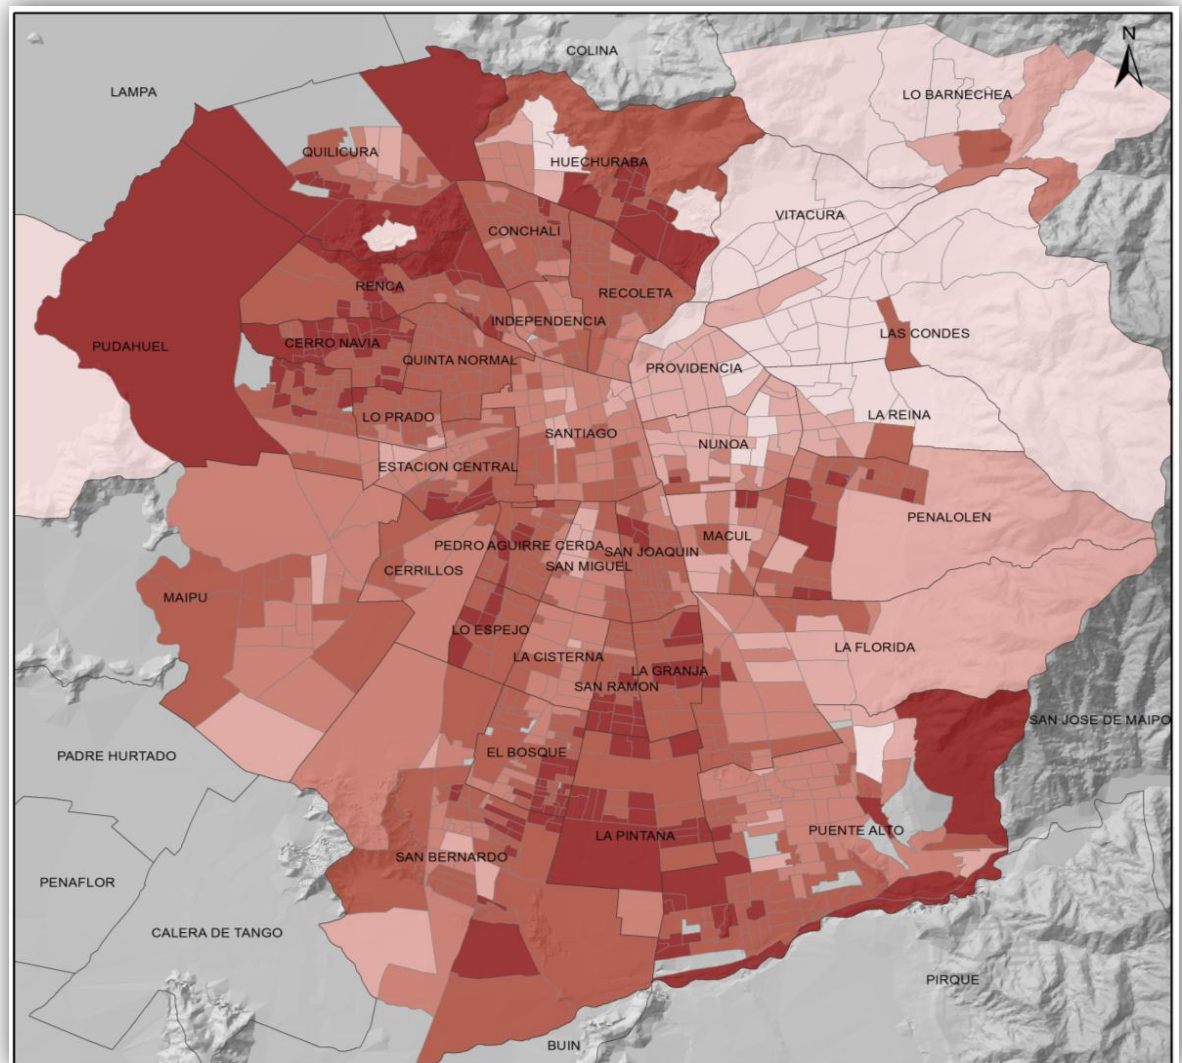 N
COLINA
LAMPA
LO BARNECHEA
QUILICURA
HUECHURABA
VITACURA
CONCHALI
RENCA
RECOLETA
INDEPENDENCIA
LAS CONDES
PUDAHUEL
CERRO NAVIA
QUINTA NORMAL
PROVIDENCIA
LO PRADO
LA REINA
SANTIAGO
NUNOA
ESTACION CENTRAL
PENALOLEN
MACUL
PEDRO AGUIRRE CERDA
SAN JOAQUIN
SAN MIGUEL
CERRILLOS
MAIPU
LO ESPEJO
LA FLORIDA
LA CISTERNA
LA GRANJA
SAN RAMON
SAN JOSE DE MAIPO
PADRE HURTADO
EL BOSQUE
PUENTE ALTO
LA PINTANA
SAN BERNARDO
PENAFLOR
CALERA DE TANGO
PIRQUE
BUIN